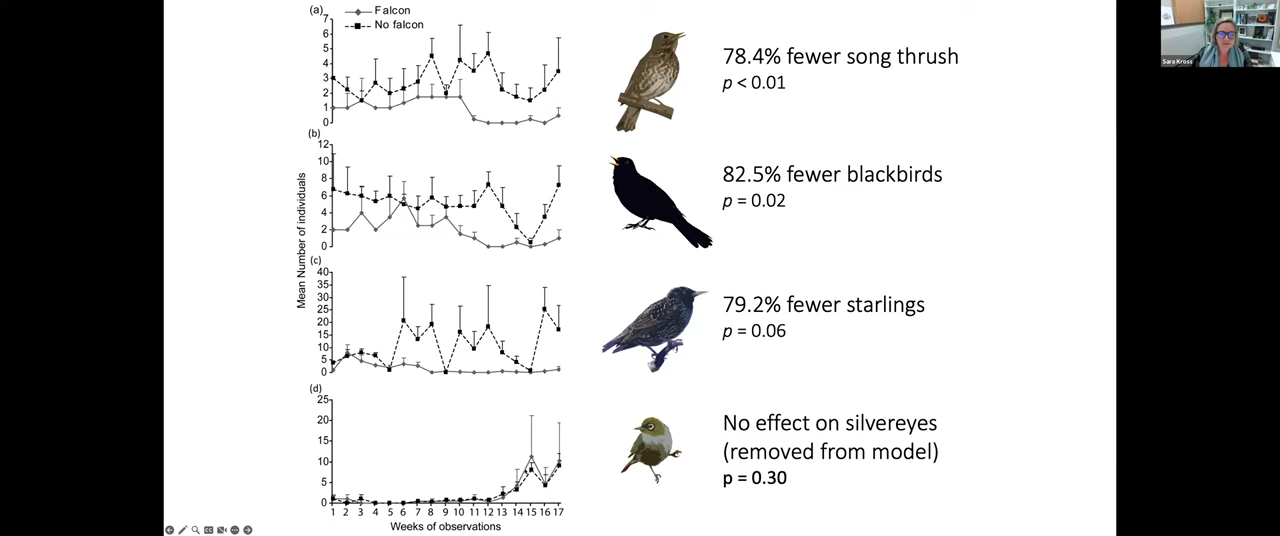 (a)
Falcon
No falcon
7
6
5
4
3
2
1
0
78.4% fewer song thrush
p < 0.01
Sara Kross
(b)
12
10
8
6
4
2
0
82.5% fewer blackbirds
p = 0.02
Mean Number of individuals
(c)
40
35
30
25
20
15
10
5
0
79.2% fewer starlings
p = 0.06
(d)
25
20
15
10
5
0
No effect on silvereyes
(removed from model)
p = 0.30
1 2 3 4 5 6 7 8 9 10 11 12 13 14 15 16 17
Weeks of observations